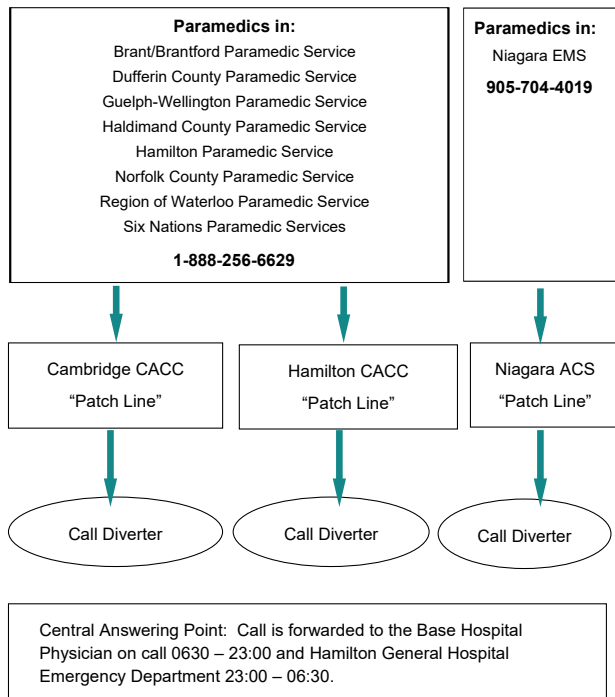 Paramedics in:
Brant/Brantford Paramedic Service
Dufferin County Paramedic Service
Guelph-Wellington Paramedic Service
Haldimand County Paramedic Service
Hamilton Paramedic Service
Norfolk County Paramedic Service
Region of Waterloo Paramedic Service
Six Nations Paramedic Services
1-888-256-6629
Paramedics in:
Niagara EMS
905-704-4019
Cambridge CACC
“Patch Line”
Hamilton CACC
“Patch Line”
Niagara ACS
“Patch Line”
Call Diverter
Call Diverter
Call Diverter
Central Answering Point:  Call is forwarded to the Base Hospital
Physician on call 0630 – 23:00 and Hamilton General Hospital
Emergency Department 23:00 – 06:30.